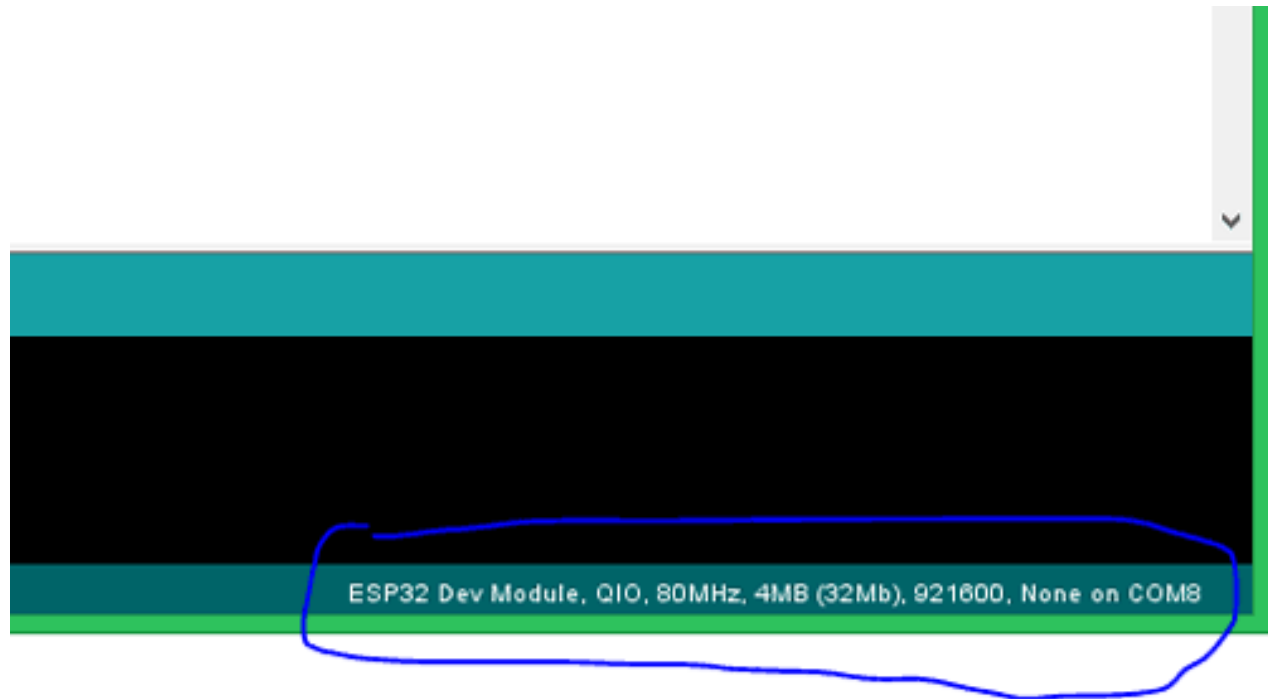 ESP32 Dev Module, QIO, 80MHz, 4MB (32Mb), 921600, None on COM8